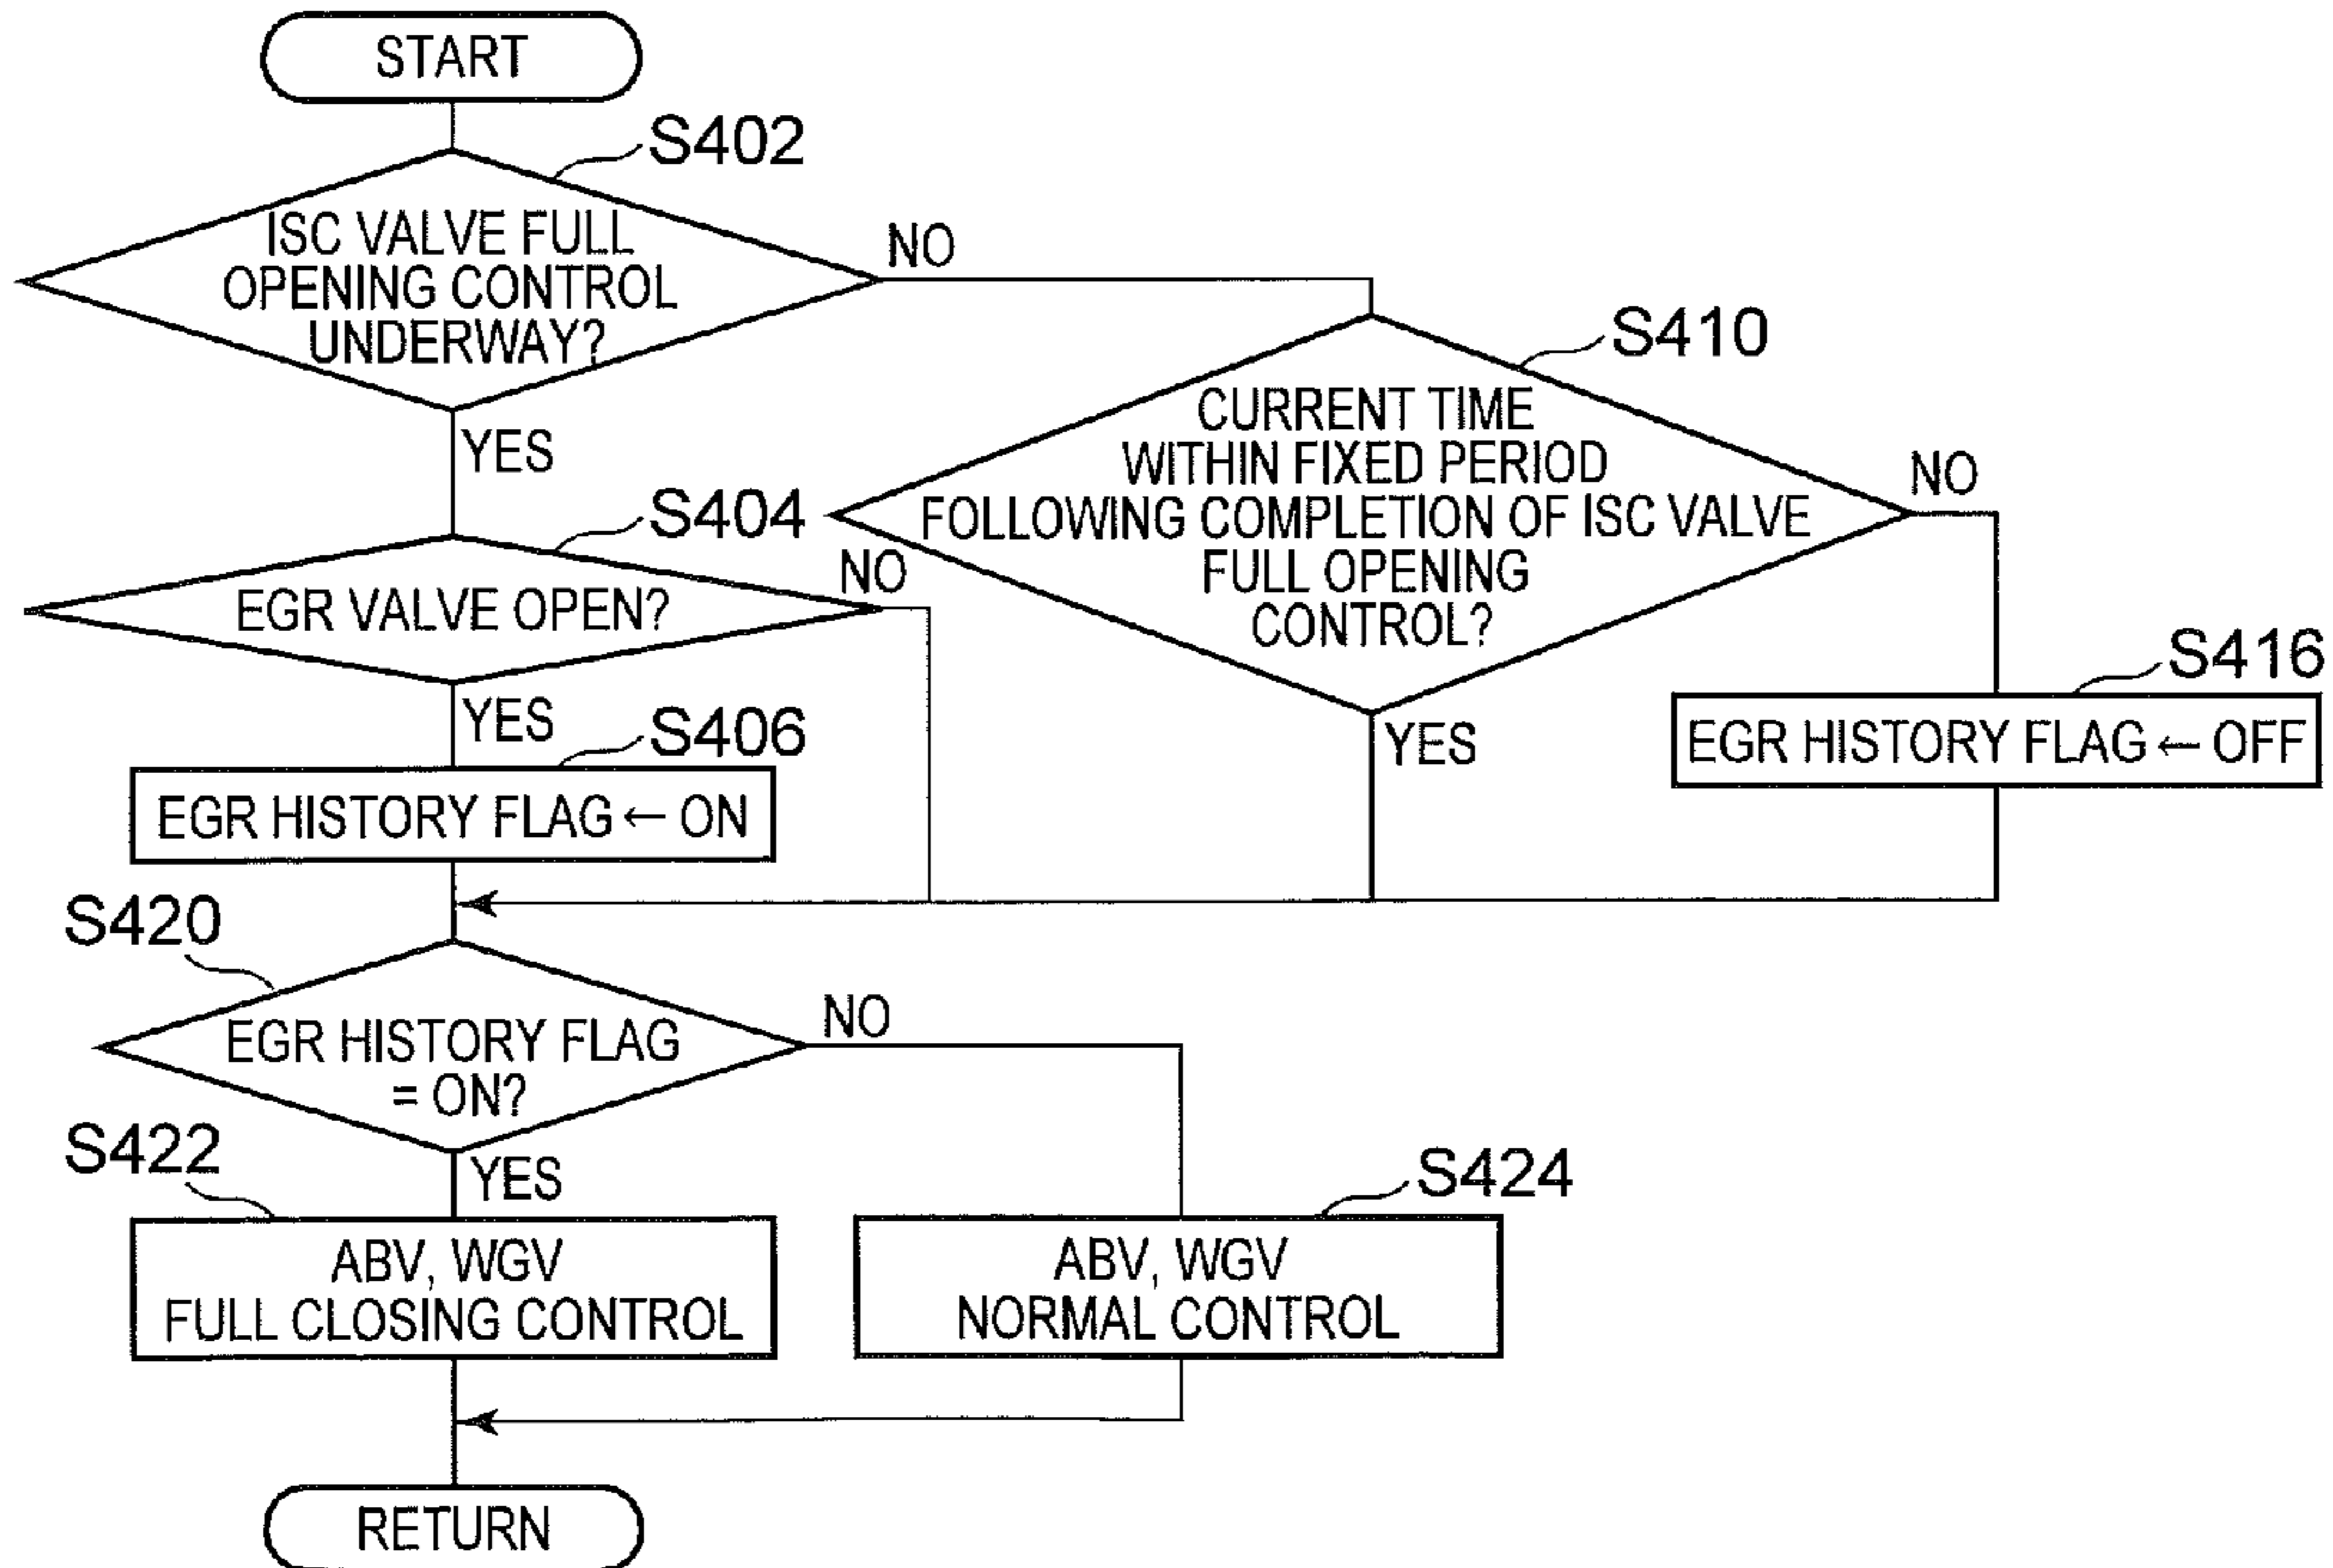 START
S402
ISC VALVE FULL
OPENING CONTROL
UNDERWAY?
NO
YES
S410
CURRENT TIME
WITHIN FIXED PERIOD
FOLLOWING COMPLETION OF ISC VALVE
FULL OPENING
CONTROL?
NO
YES
S404
EGR VALVE OPEN?
NO
YES
S416
EGR HISTORY FLAG ← OFF
S406
EGR HISTORY FLAG ← ON
S420
EGR HISTORY FLAG
= ON?
NO
YES
S422
ABV, WGV
FULL CLOSING CONTROL
S424
ABV, WGV
NORMAL CONTROL
RETURN